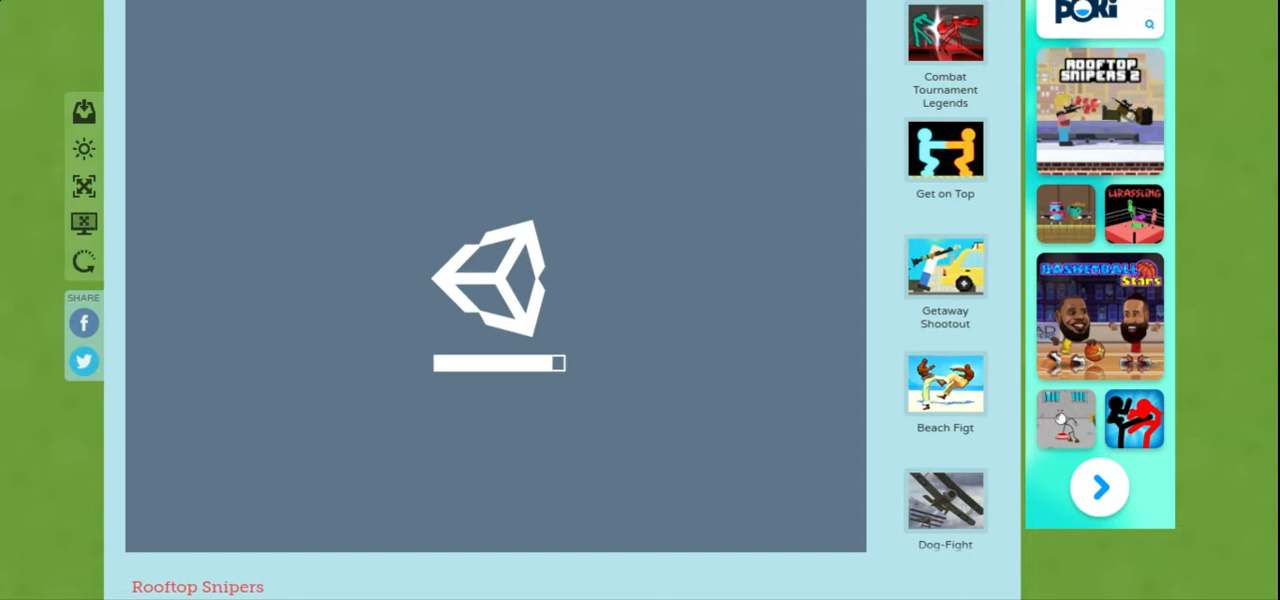 Combat
Tournament
Legends
Get on Top
Getaway
Shootout
Beach Figt
Dog-Fight
SHARE
f
Rooftop Snipers
POKi
ROOFTOP
SNIPERS 2
WRASSLING
BASKETBALL
Stars